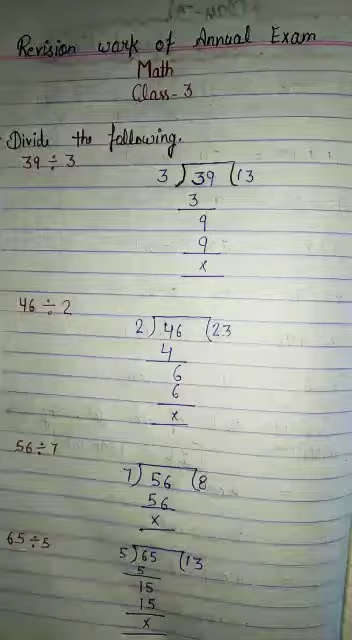 Revision work of Annual Exam
Math
Class-3
Divide the following.
39 ÷ 3
3 ) 39 ( 13
3
9
9
x
46 ÷ 2
2 ) 46 ( 23
4
6
6
x
56 ÷ 7
7 ) 56 ( 8
56
x
65 ÷ 5
5 ) 65 ( 13
5
15
15
x